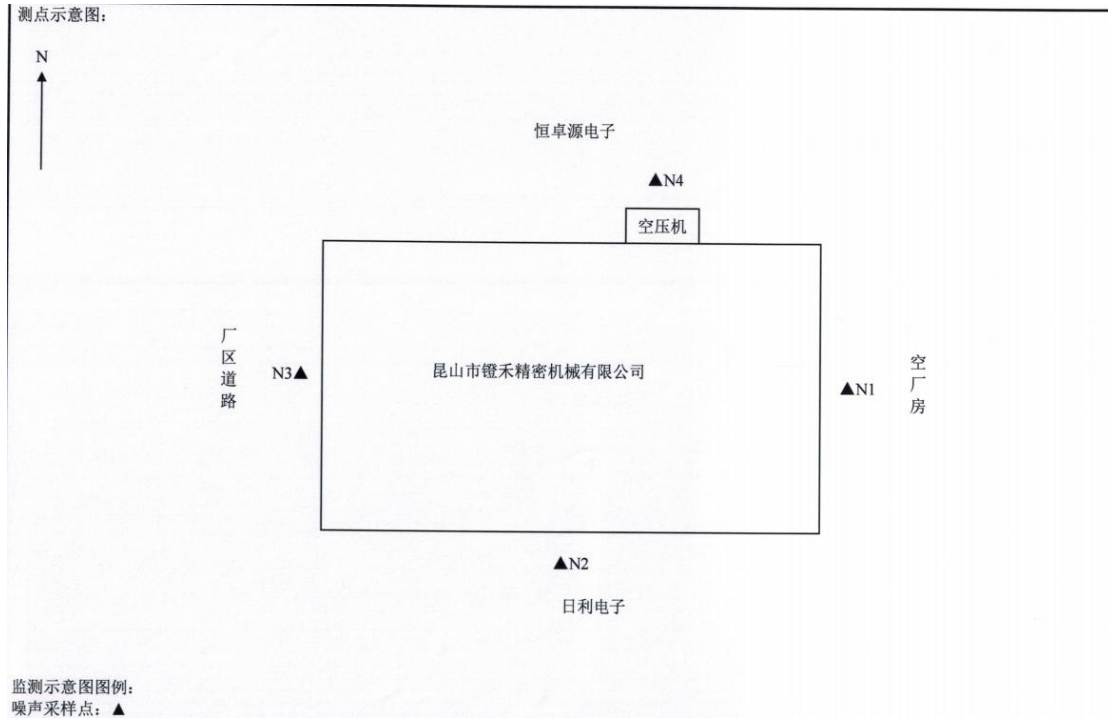 测点示意图：
N
恒卓源电子
▲N4
空压机
厂区道路
N3▲
昆山市镫禾精密机械有限公司
▲N1
空厂房
▲N2
日利电子
监测示意图图例：
噪声采样点：▲